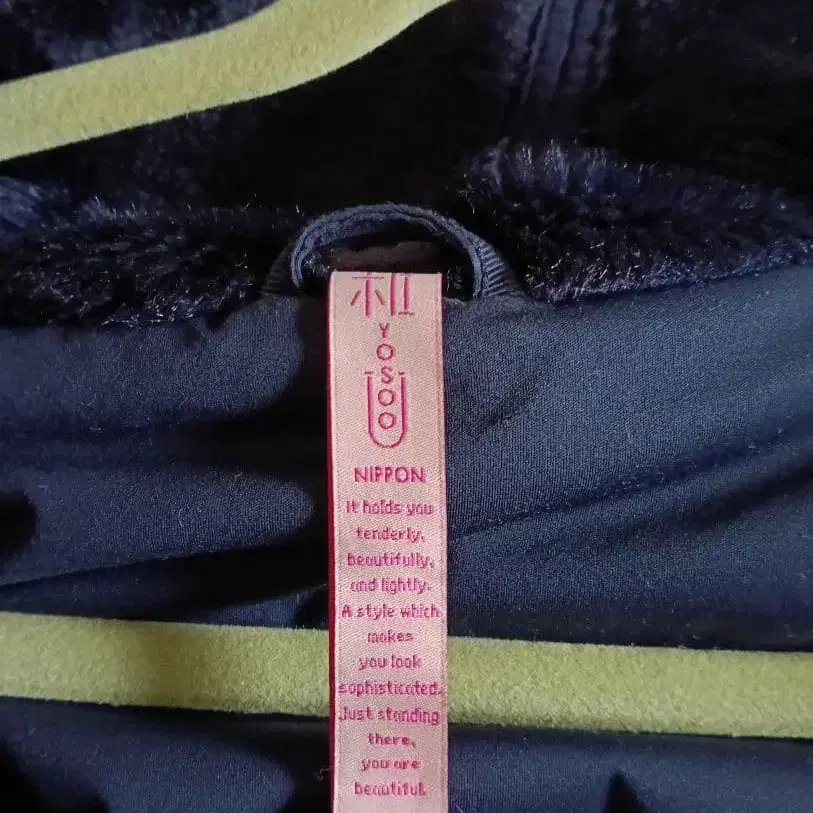 YOSOO
NIPPON
It holds you
tenderly,
beautifully,
and lightly.
A style which
makes
you look
sophisticated.
Just standing
there,
you are
beautiful.